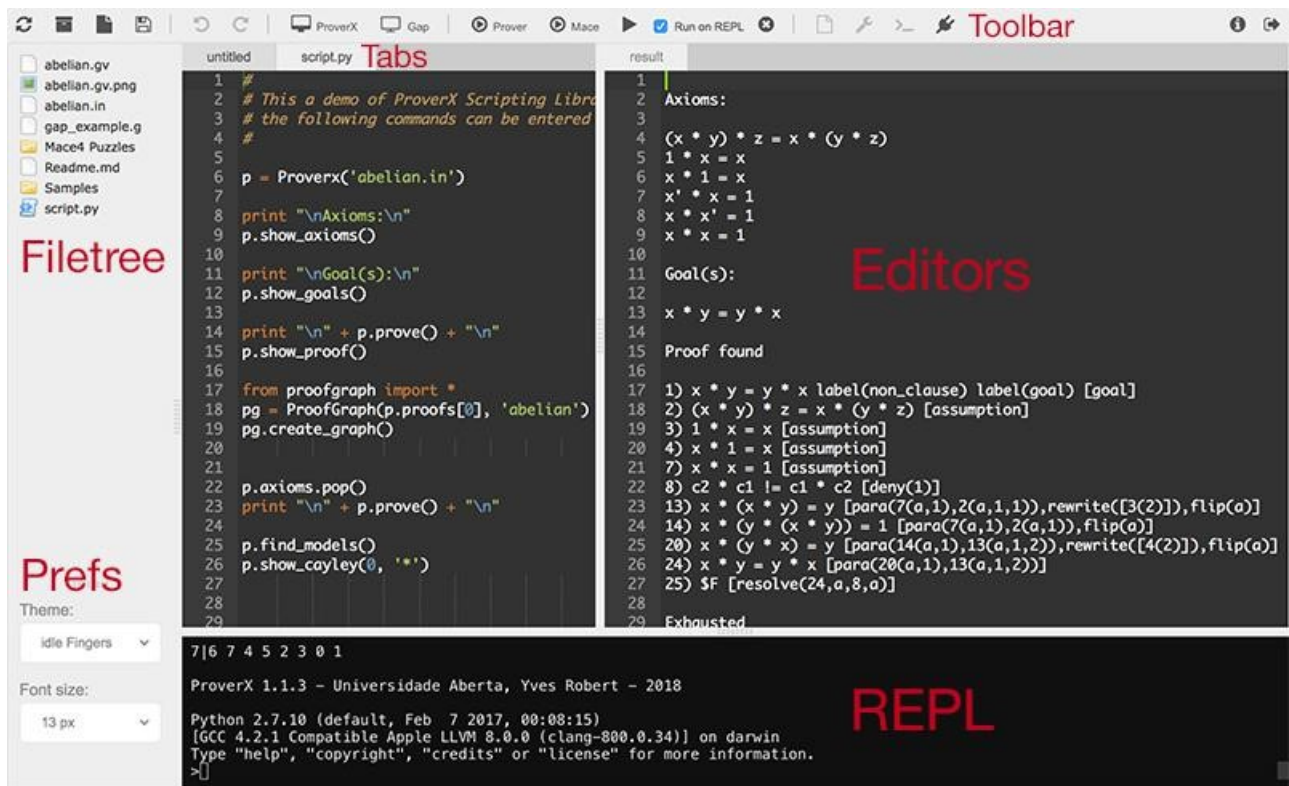 ProverX Gap Prover Mace Run on REPL Toolbar
abelian.gv
abelian.gv.png
abelian.in
gap_example.g
Mace4 Puzzles
Readme.md
Samples
script.py
Filetree
Prefs
Theme:
idle Fingers
Font size:
13 px
untitled script.py Tabs
1 #
2 # This a demo of ProverX Scripting Libr
3 # the following commands can be entered
4 #
5
6 p = Proverx('abelian.in')
7
8 print "\nAxioms:\n"
9 p.show_axioms()
10
11 print "\nGoal(s):\n"
12 p.show_goals()
13
14 print "\n" + p.prove() + "\n"
15 p.show_proof()
16
17 from proofgraph import *
18 pg = ProofGraph(p.proofs[0], 'abelian')
19 pg.create_graph()
20
21
22 p.axioms.pop()
23 print "\n" + p.prove() + "\n"
24
25 p.find_models()
26 p.show_cayley(0, '*')
27
28
29
result
1
2 Axioms:
3
4 (x * y) * z = x * (y * z)
5 1 * x = x
6 x * 1 = x
7 x' * x = 1
8 x * x' = 1
9 x * x = 1
10
11 Goal(s):
12
13 x * y = y * x
14
15 Proof found
16
17 1) x * y = y * x label(non_clause) label(goal) [goal]
18 2) (x * y) * z = x * (y * z) [assumption]
19 3) 1 * x = x [assumption]
20 4) x * 1 = x [assumption]
21 7) x * x = 1 [assumption]
22 8) c2 * c1 != c1 * c2 [deny(1)]
23 13) x * (x * y) = y [para(7(a,1),2(a,1,1)),rewrite([3(2)]),flip(a)]
24 14) x * (y * (x * y)) = 1 [para(7(a,1),2(a,1)),flip(a)]
25 20) x * (y * x) = y [para(14(a,1),13(a,1,2)),rewrite([4(2)]),flip(a)]
26 24) x * y = y * x [para(20(a,1),13(a,1,2))]
27 25) $F [resolve(24,a,8,a)]
28
29 Exhausted
Editors
7|6 7 4 5 2 3 0 1
ProverX 1.1.3 – Universidade Aberta, Yves Robert – 2018
Python 2.7.10 (default, Feb 7 2017, 00:08:15)
[GCC 4.2.1 Compatible Apple LLVM 8.0.0 (clang-800.0.34)] on darwin
Type "help", "copyright", "credits" or "license" for more information.
>
REPL